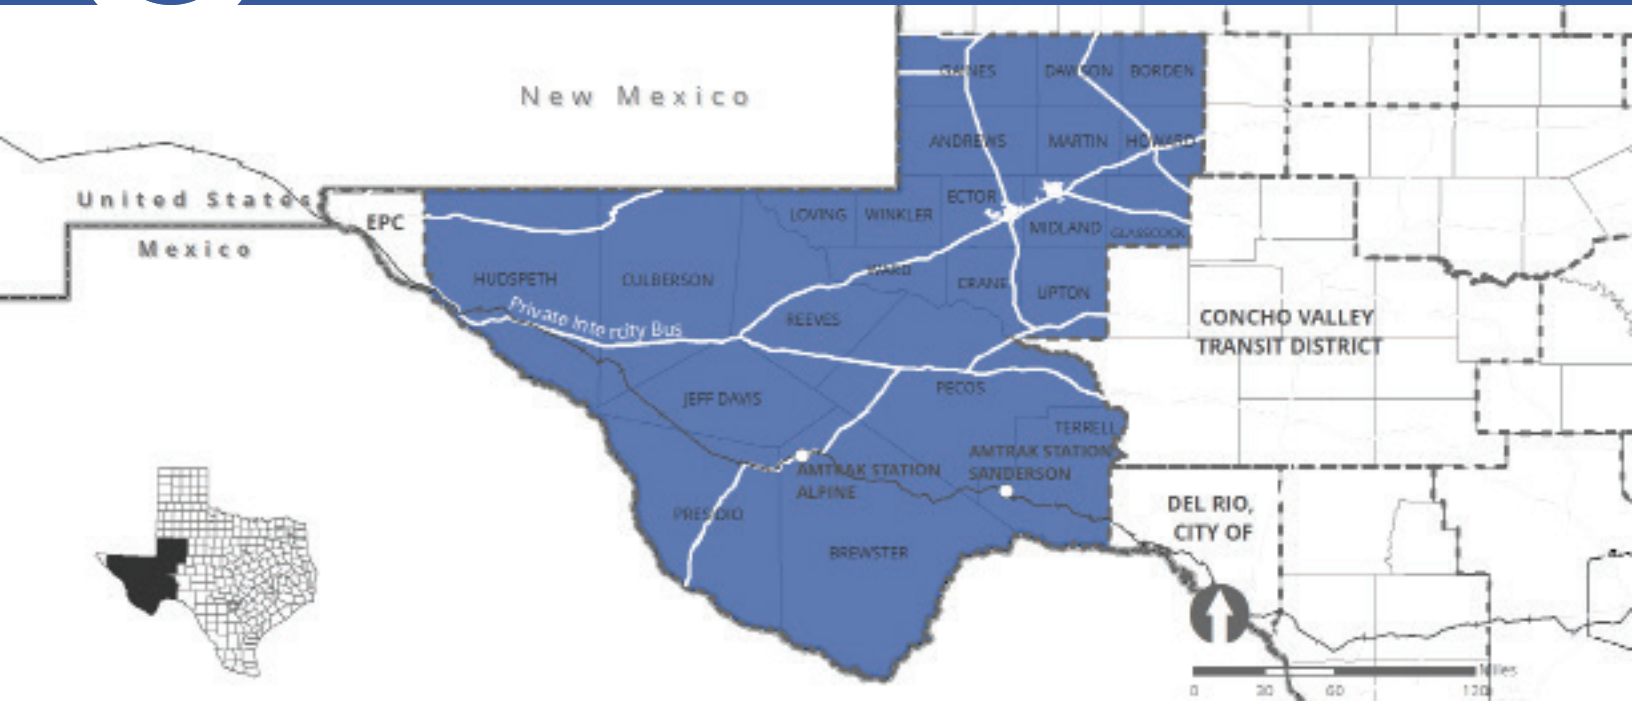 New Mexico
United States
Mexico
EPC
GAINES
DAWSON
BORDEN
ANDREWS
MARTIN
HOWARD
LOVING
WINKLER
ECTOR
MIDLAND
GLASSCOCK
HUDSPETH
CULBERSON
WARD
CRANE
UPTON
REEVES
Private Intercity Bus
JEFF DAVIS
PECOS
TERRELL
AMTRAK STATION
ALPINE
AMTRAK STATION
SANDERSON
PRESIDIO
BREWSTER
CONCHO VALLEY
TRANSIT DISTRICT
DEL RIO,
CITY OF
Miles
0 30 60 120